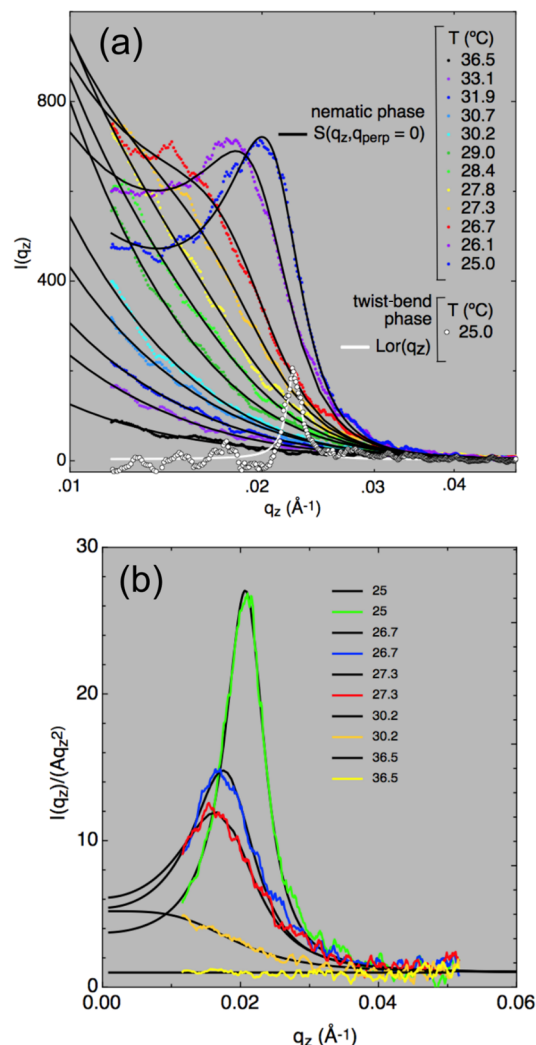 (a)
T (ºC)
36.5
33.1
31.9
30.7
30.2
29.0
28.4
27.8
27.3
26.7
26.1
25.0
nematic phase
S(qz,qperp = 0)
twist-bend
phase
T (ºC)
25.0
Lor(qz)
800
400
0
I(qz)
.01
.02
.03
.04
qz (Å-1)
(b)
30
20
10
0
I(qz)/(Aqz²)
25
25
26.7
26.7
27.3
27.3
30.2
30.2
36.5
36.5
0.00
0.02
0.04
0.06
qz (Å-1)